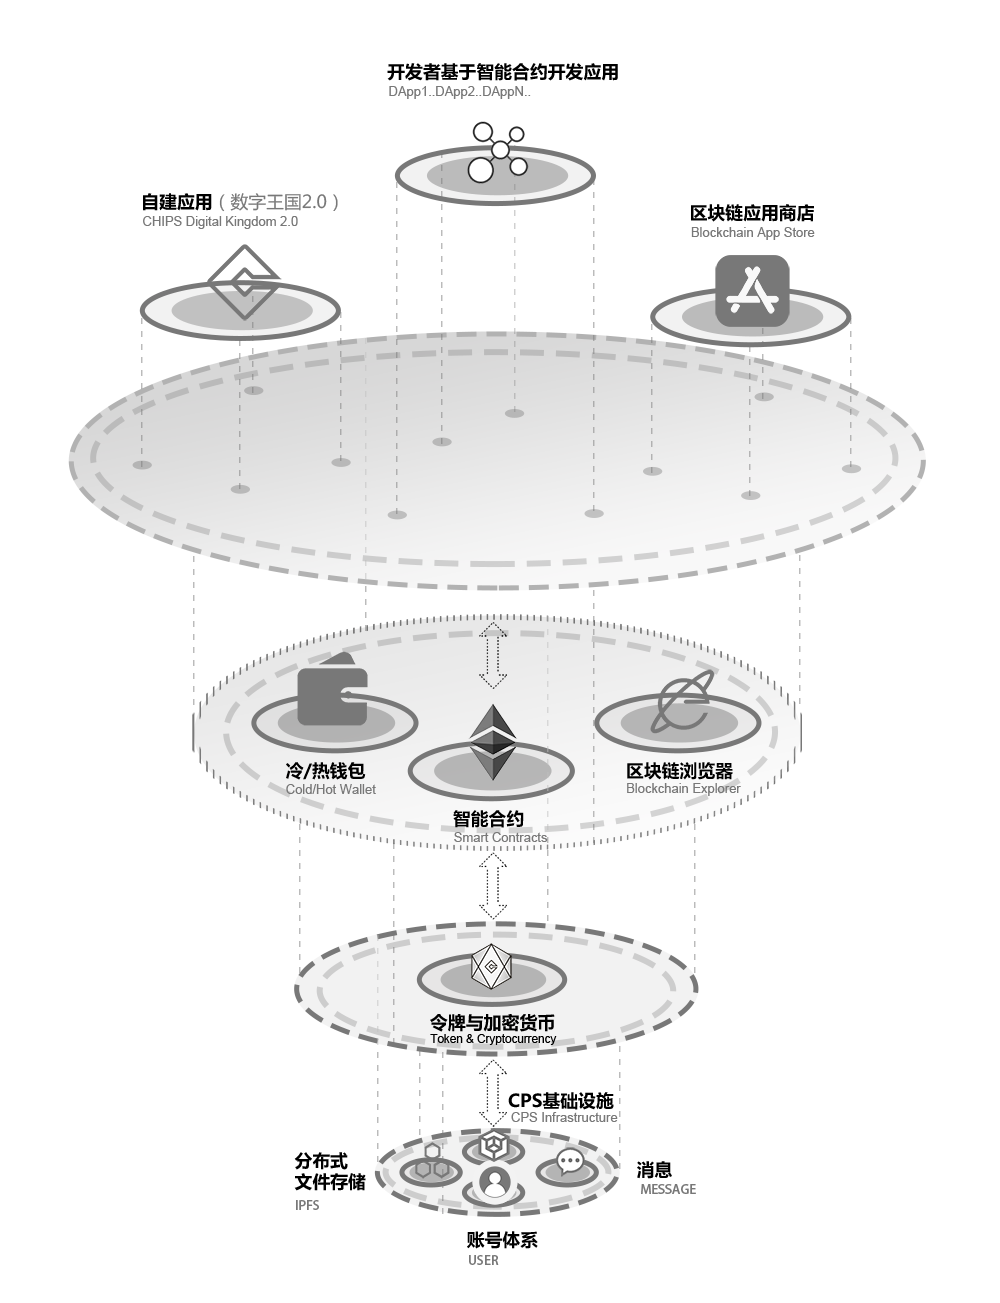 开发者基于智能合约开发应用
DApp1..DApp2..DAppN..
自建应用（数字王国2.0）
CHIPS Digital Kingdom 2.0
区块链应用商店
Blockchain App Store
冷/热钱包
Cold/Hot Wallet
区块链浏览器
Blockchain Explorer
智能合约
Smart Contracts
令牌与加密货币
Token & Cryptocurrency
CPS基础设施
CPS Infrastructure
分布式
文件存储
IPFS
消息
MESSAGE
账号体系
USER